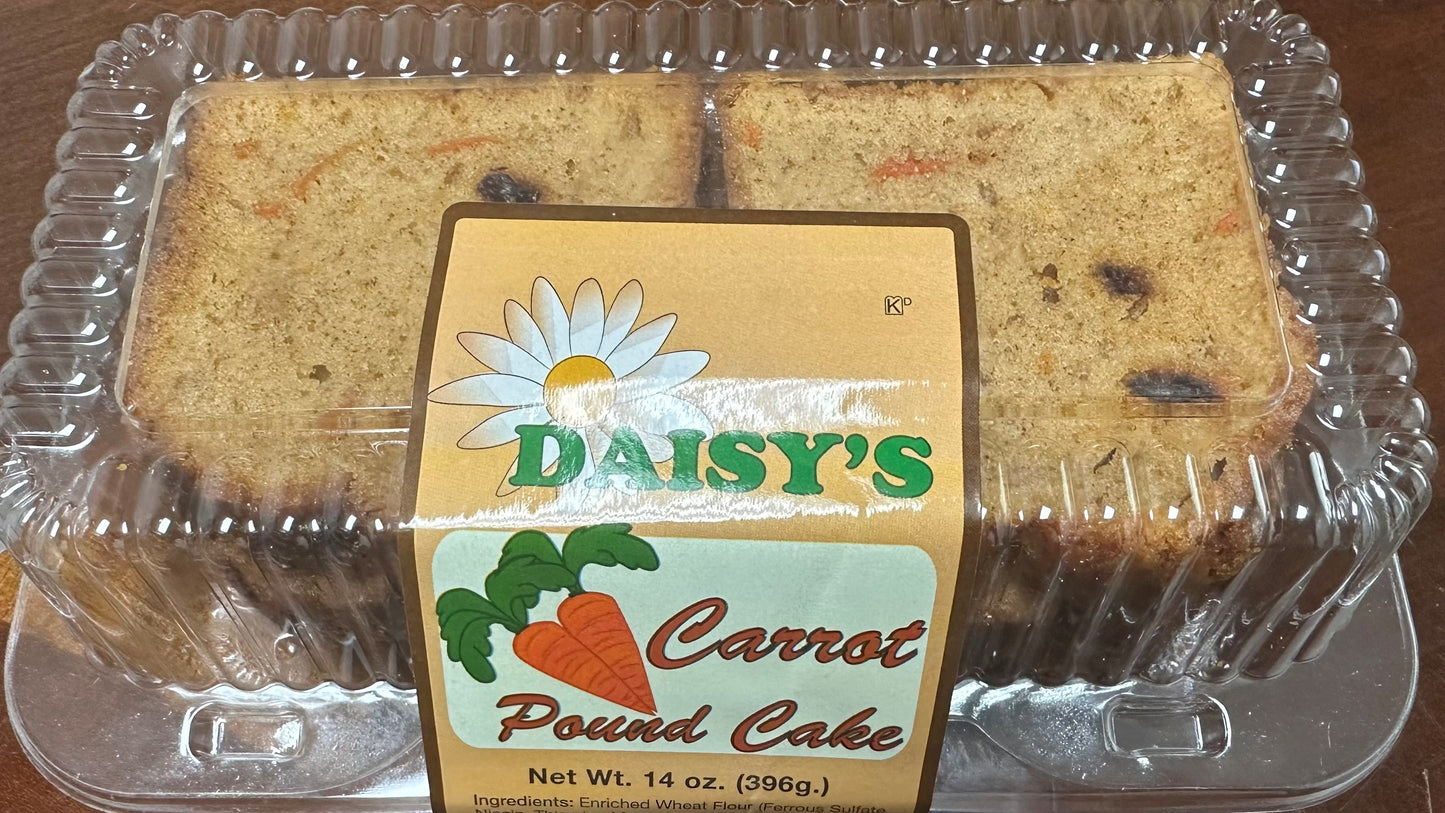 K D
DAISY'S
Carrot
Pound Cake
Net Wt. 14 oz. (396g.)
Ingredients: Enriched Wheat Flour (Ferrous Sulfate,